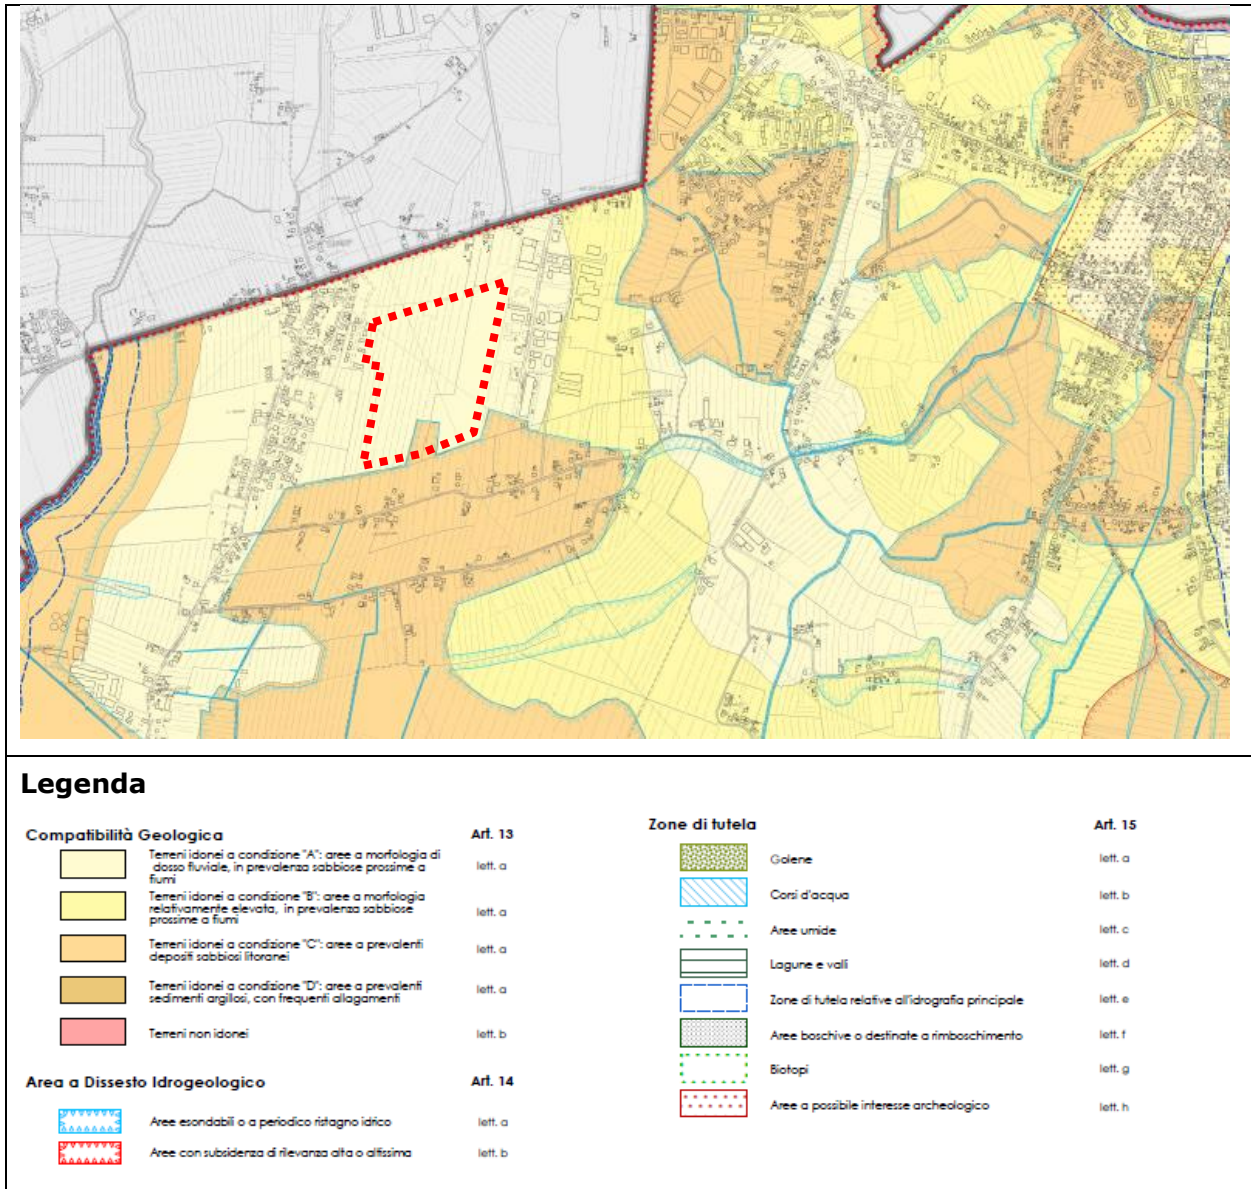 Legenda
Compatibilità Geologica Art. 13
Terreni idonei a condizione "A": aree a morfologia di
dosso fluviale, in prevalenza sabbiose prossime a
fiumi
lett. a
Terreni idonei a condizione "B": aree a morfologia
relativamente elevata, in prevalenza sabbiose
prossime a fiumi
lett. a
Terreni idonei a condizione "C": aree a prevalenti
depositi sabbiosi litoranei
lett. a
Terreni idonei a condizione "D": aree a prevalenti
sedimenti argillosi, con frequenti allagamenti
lett. a
Terreni non idonei lett. b
Area a Dissesto Idrogeologico Art. 14
Aree esondabili o a periodico ristagno idrico lett. a
Aree con subsidenza di rilevanza alta o altissima lett. b
Zone di tutela Art. 15
Golene lett. a
Corsi d'acqua lett. b
Aree umide lett. c
Lagune e valli lett. d
Zone di tutela relative all'idrografia principale lett. e
Aree boschive o destinate a rimboschimento lett. f
Biotopi lett. g
Aree a possibile interesse archeologico lett. h